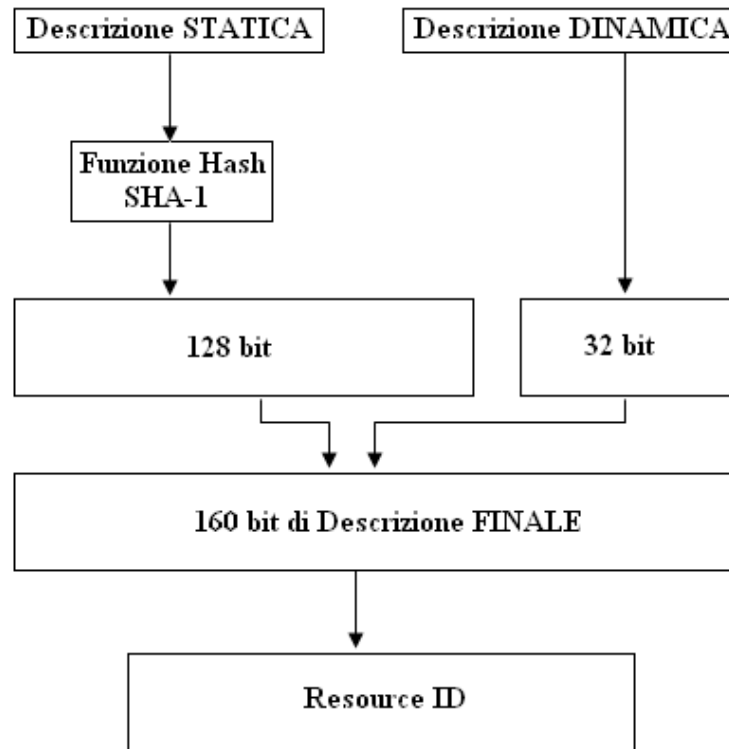 Descrizione STATICA
Descrizione DINAMICA
Funzione Hash
SHA-1
128 bit
32 bit
160 bit di Descrizione FINALE
Resource ID